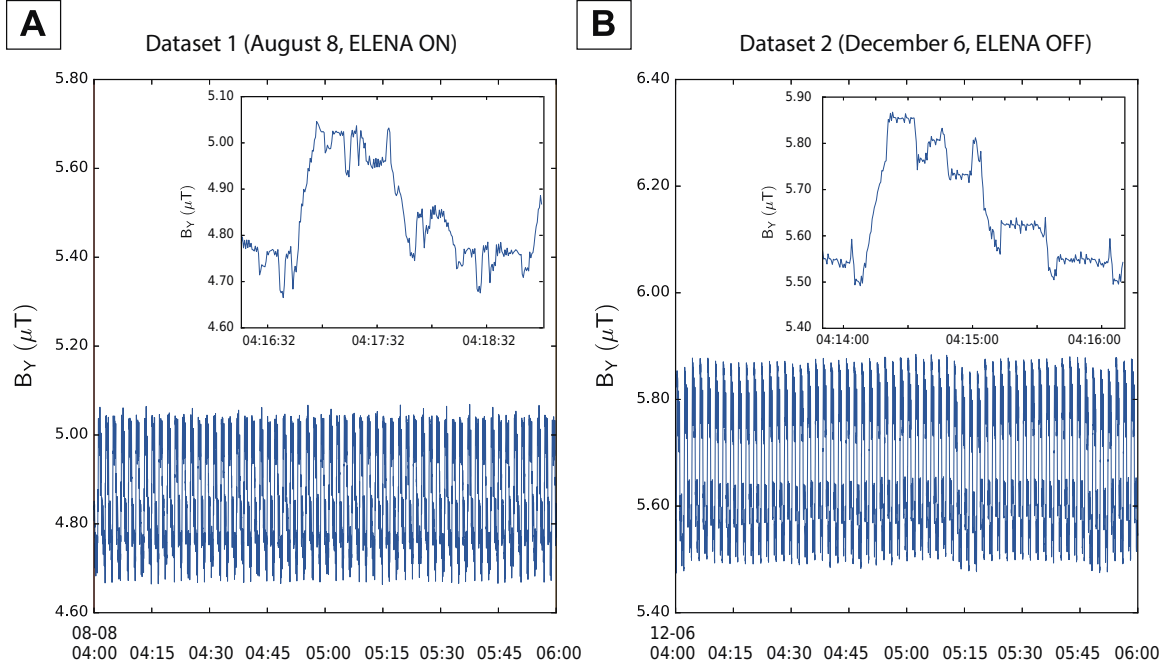 A
Dataset 1 (August 8, ELENA ON)
B_Y (μT)
5.80
5.60
5.40
5.20
5.00
4.80
4.60
B_Y (μT)
5.10
5.00
4.90
4.80
4.70
4.60
04:16:32 04:17:32 04:18:32
08-08
04:00 04:15 04:30 04:45 05:00 05:15 05:30 05:45 06:00
B
Dataset 2 (December 6, ELENA OFF)
B_Y (μT)
6.40
6.20
6.00
5.80
5.60
5.40
B_Y (μT)
5.90
5.80
5.70
5.60
5.50
5.40
04:14:00 04:15:00 04:16:00
12-06
04:00 04:15 04:30 04:45 05:00 05:15 05:30 05:45 06:00